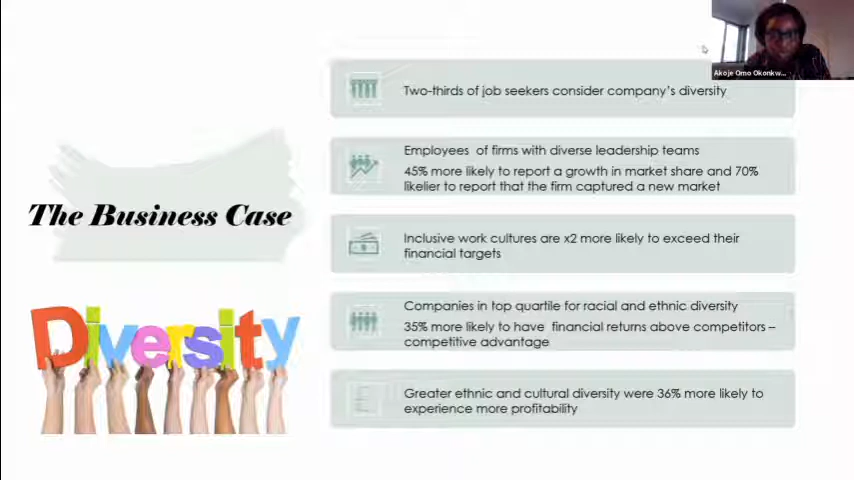 Akoje Omo Okonkw...
Two-thirds of job seekers consider company's diversity
Employees of firms with diverse leadership teams
45% more likely to report a growth in market share and 70%
likelier to report that the firm captured a new market
The Business Case
Inclusive work cultures are x2 more likely to exceed their
financial targets
Companies in top quartile for racial and ethnic diversity
35% more likely to have financial returns above competitors –
competitive advantage
Diversity
Greater ethnic and cultural diversity were 36% more likely to
experience more profitability